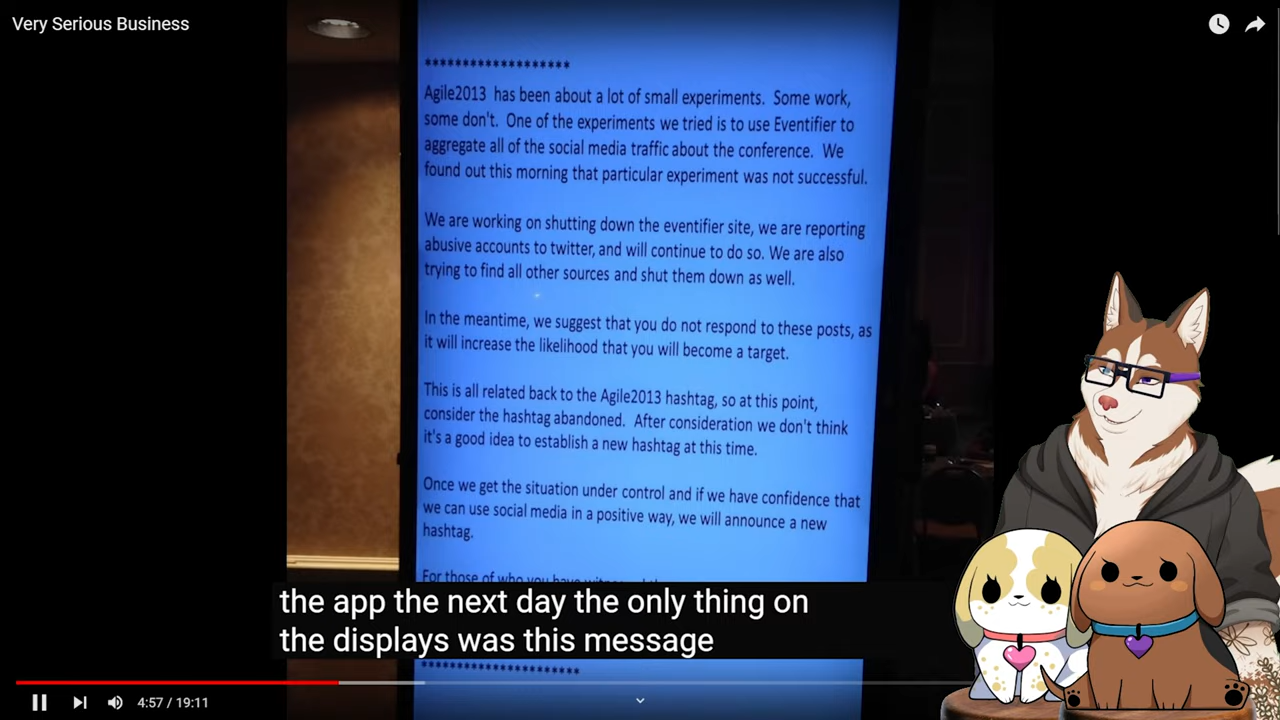 Very Serious Business
*******************
Agile2013 has been about a lot of small experiments. Some work,
some don't. One of the experiments we tried is to use Eventifier to
aggregate all of the social media traffic about the conference. We
found out this morning that particular experiment was not successful.
We are working on shutting down the eventifier site, we are reporting
abusive accounts to twitter, and will continue to do so. We are also
trying to find all other sources and shut them down as well.
In the meantime, we suggest that you do not respond to these posts, as
it will increase the likelihood that you will become a target.
This is all related back to the Agile2013 hashtag, so at this point,
consider the hashtag abandoned. After consideration we don't think
it's a good idea to establish a new hashtag at this time.
Once we get the situation under control and if we have confidence that
we can use social media in a positive way, we will announce a new
hashtag.
For those of who you have
the app the next day the only thing on
the displays was this message
********************
4:57 / 19:11